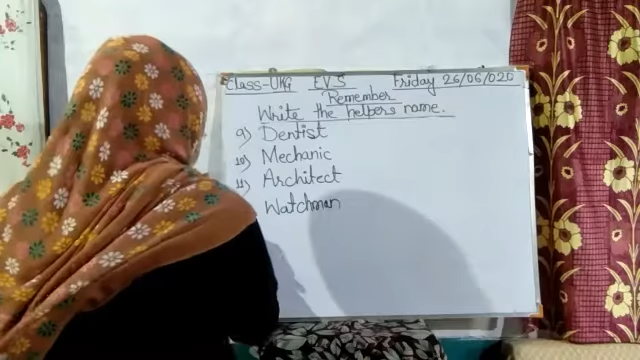 Class-UKG EVS Friday 26/06/020
Remember
Write the helpers name.
9) Dentist
10) Mechanic
11) Architect
Watchman